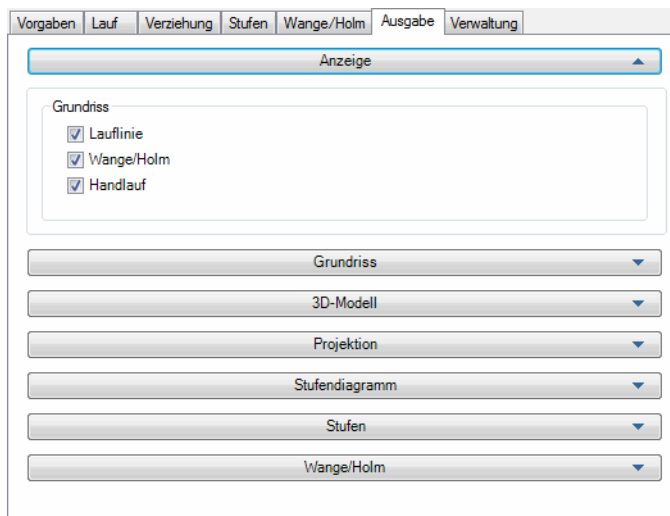 Vorgaben Lauf Verziehung Stufen Wange/Holm Ausgabe Verwaltung
Anzeige
Grundriss
Lauflinie
Wange/Holm
Handlauf
Grundriss
3D-Modell
Projektion
Stufendiagramm
Stufen
Wange/Holm